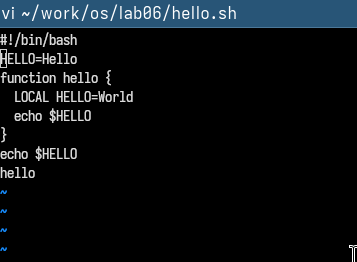 vi ~/work/os/lab06/hello.sh
#!/bin/bash
HELLO=Hello
function hello {
  LOCAL HELLO=World
  echo $HELLO
}
echo $HELLO
hello
~
~
~
~